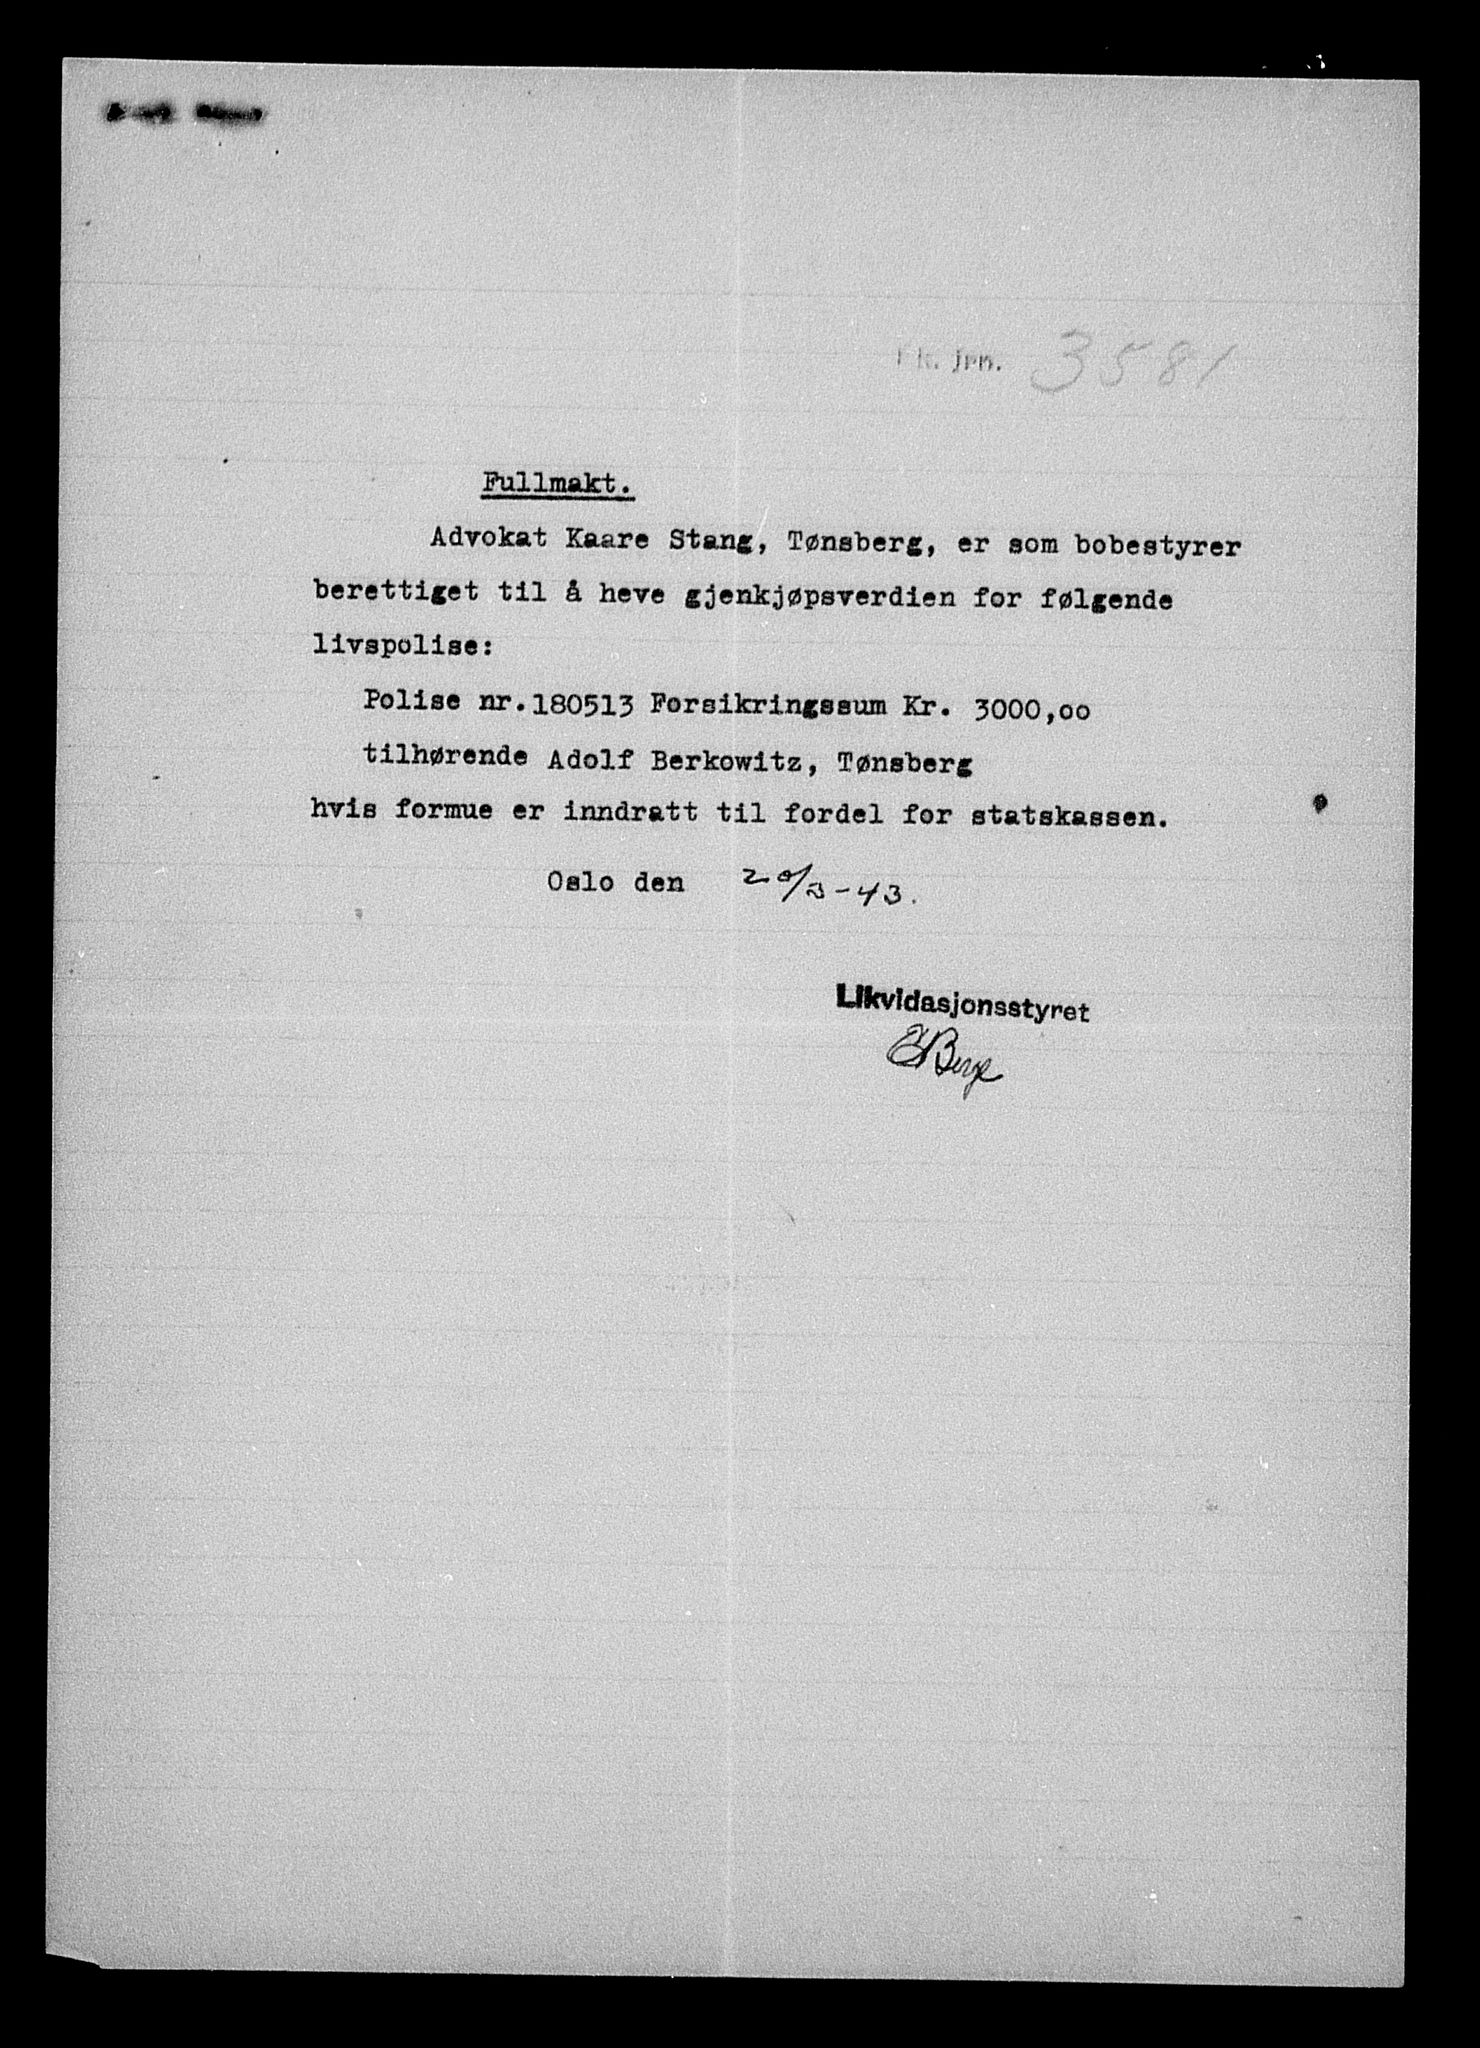 jrn. 3581
Fullmakt.
Advokat Kaare Stang, Tønsberg, er som bobestyrer
berettiget til å heve gjenkjøpsverdien for følgende
livspolise:
Polise nr.180513 Forsikringssum Kr. 3000,oo
tilhørende Adolf Berkowitz, Tønsberg
hvis formue er inndratt til fordel for statskassen.
Oslo den 20/3-43.
Likvidasjonsstyret
EBerge